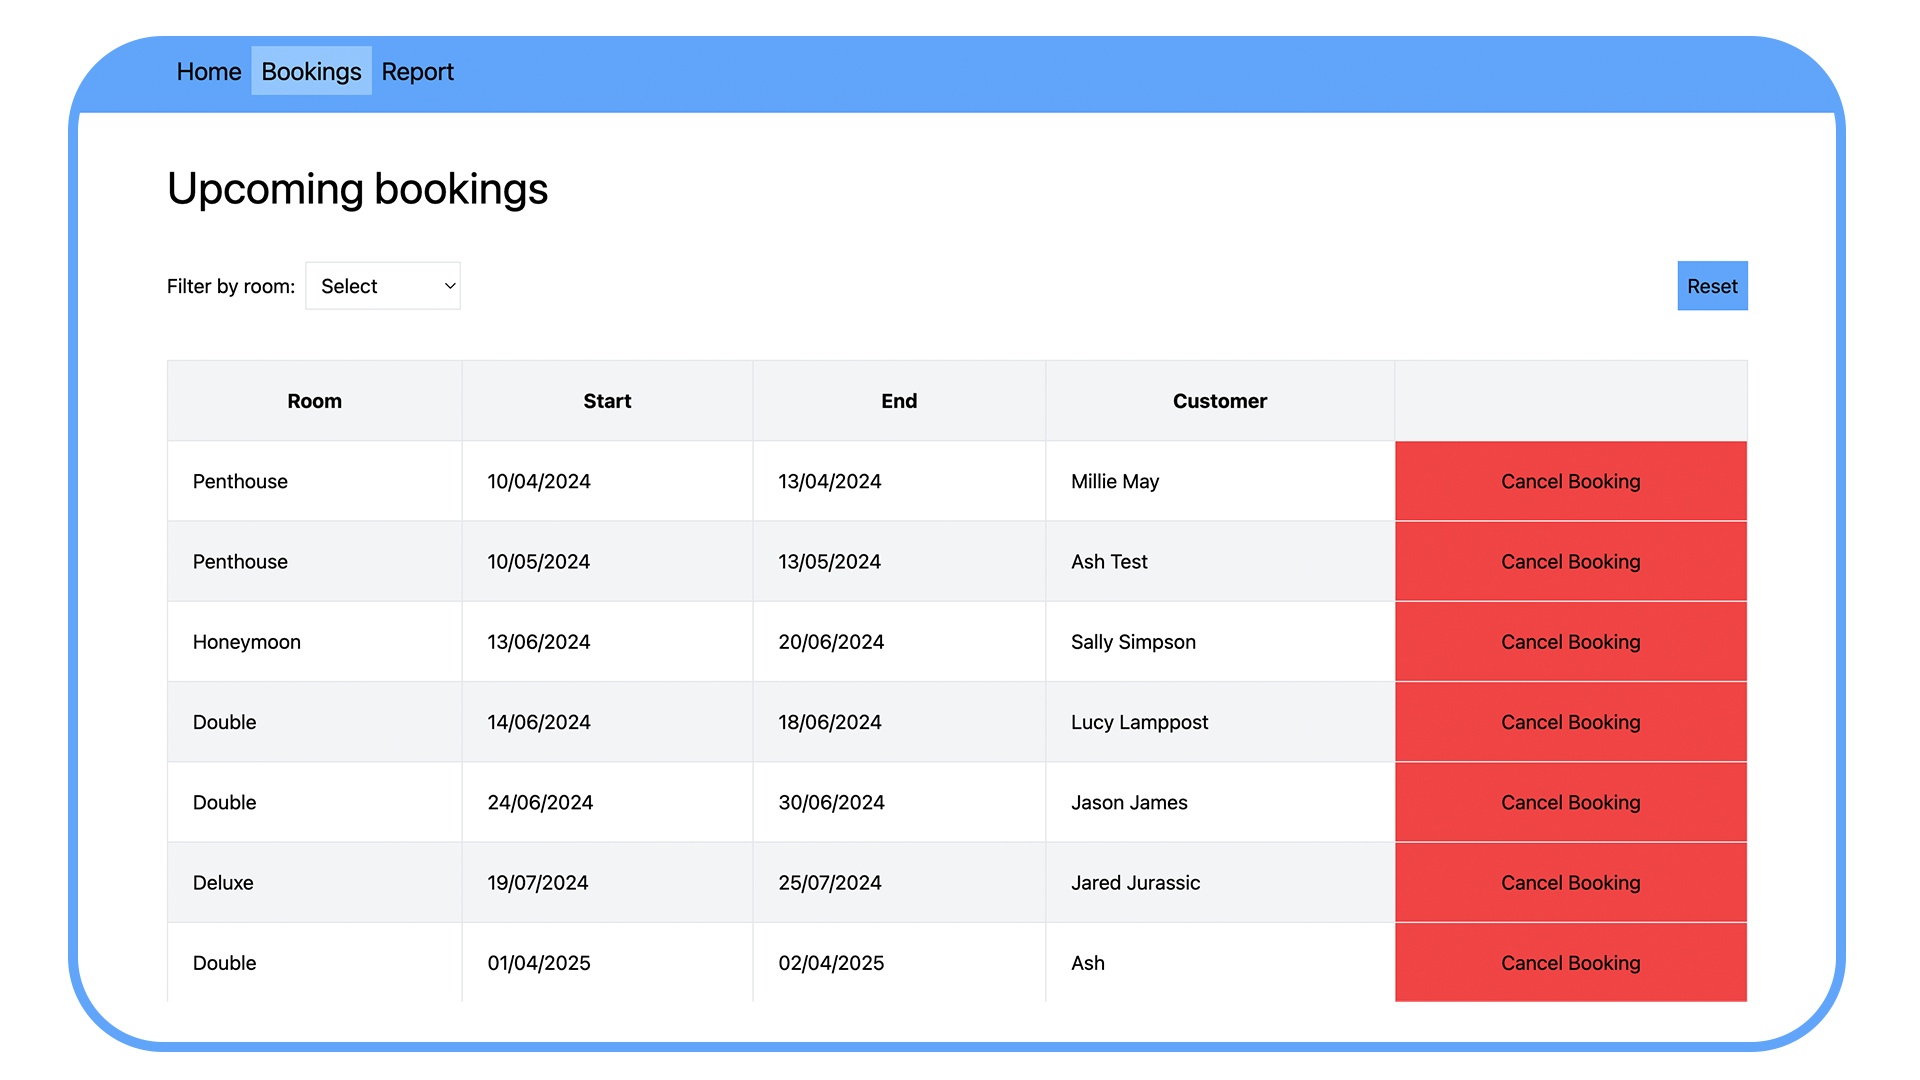 Home Bookings Report
Upcoming bookings
Filter by room: Select Reset
Room Start End Customer
Penthouse 10/04/2024 13/04/2024 Millie May Cancel Booking
Penthouse 10/05/2024 13/05/2024 Ash Test Cancel Booking
Honeymoon 13/06/2024 20/06/2024 Sally Simpson Cancel Booking
Double 14/06/2024 18/06/2024 Lucy Lamppost Cancel Booking
Double 24/06/2024 30/06/2024 Jason James Cancel Booking
Deluxe 19/07/2024 25/07/2024 Jared Jurassic Cancel Booking
Double 01/04/2025 02/04/2025 Ash Cancel Booking